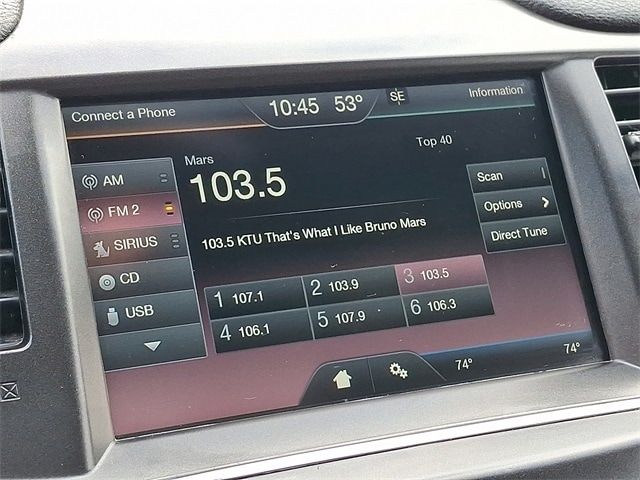 Connect a Phone
10:45 53°
SE
Information
AM
FM 2
SIRIUS
CD
USB
Mars
103.5
Top 40
103.5 KTU That's What I Like Bruno Mars
Scan
Options
Direct Tune
1 107.1
2 103.9
3 103.5
4 106.1
5 107.9
6 106.3
74°
74°